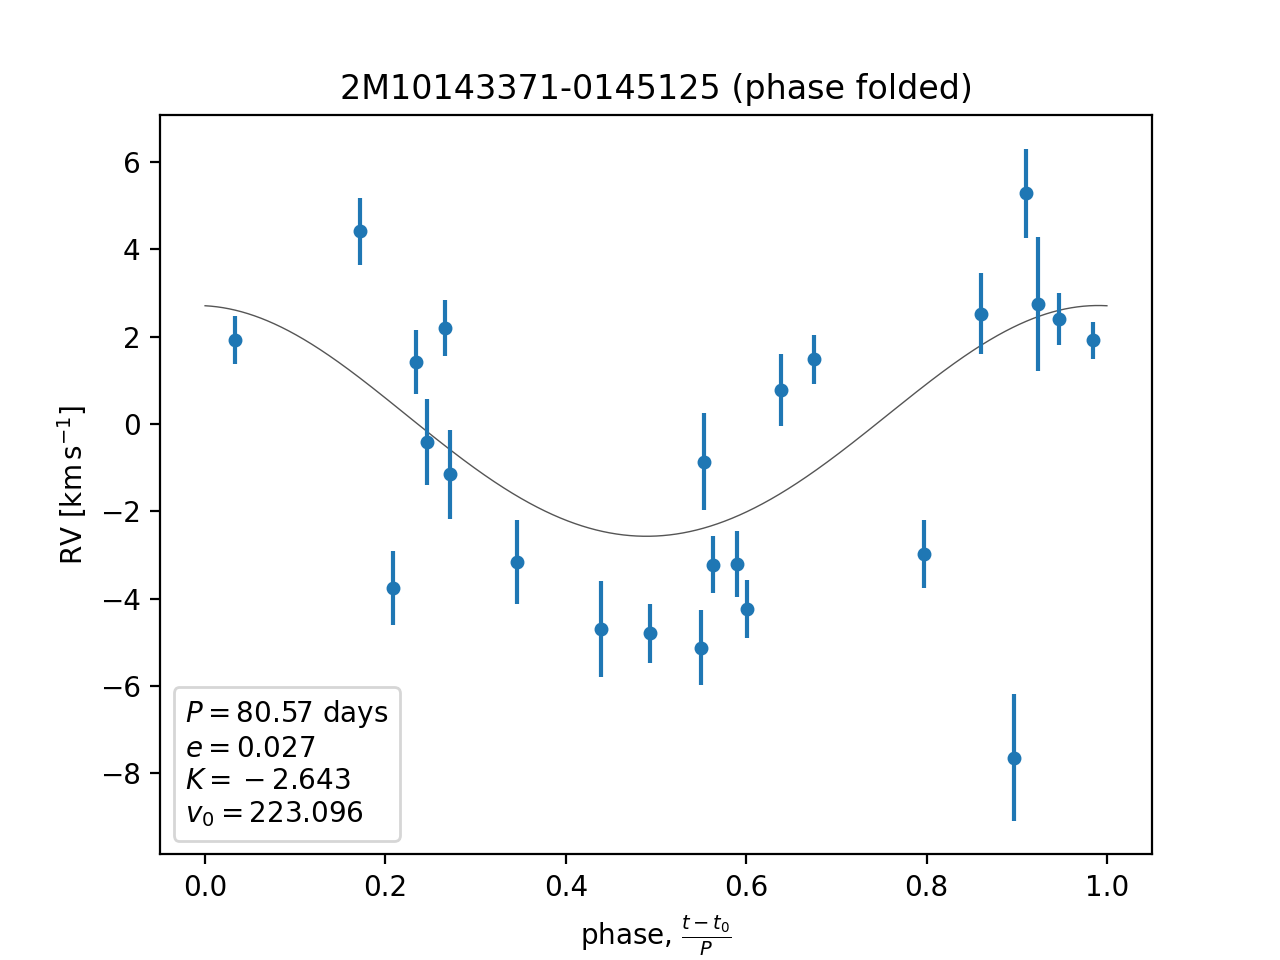 2M10143371-0145125 (phase folded)
RV [km s⁻¹]
6
4
2
0
−2
−4
−6
−8
P = 80.57 days
e = 0.027
K = − 2.643
v₀ = 223.096
0.0 0.2 0.4 0.6 0.8 1.0
phase, (t − t₀)/P